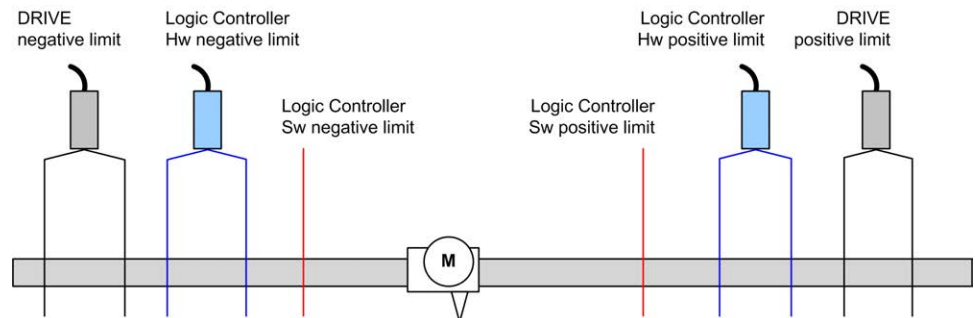 DRIVE
negative limit
Logic Controller
Hw negative limit
Logic Controller
Sw negative limit
Logic Controller
Sw positive limit
Logic Controller
Hw positive limit
DRIVE
positive limit
M